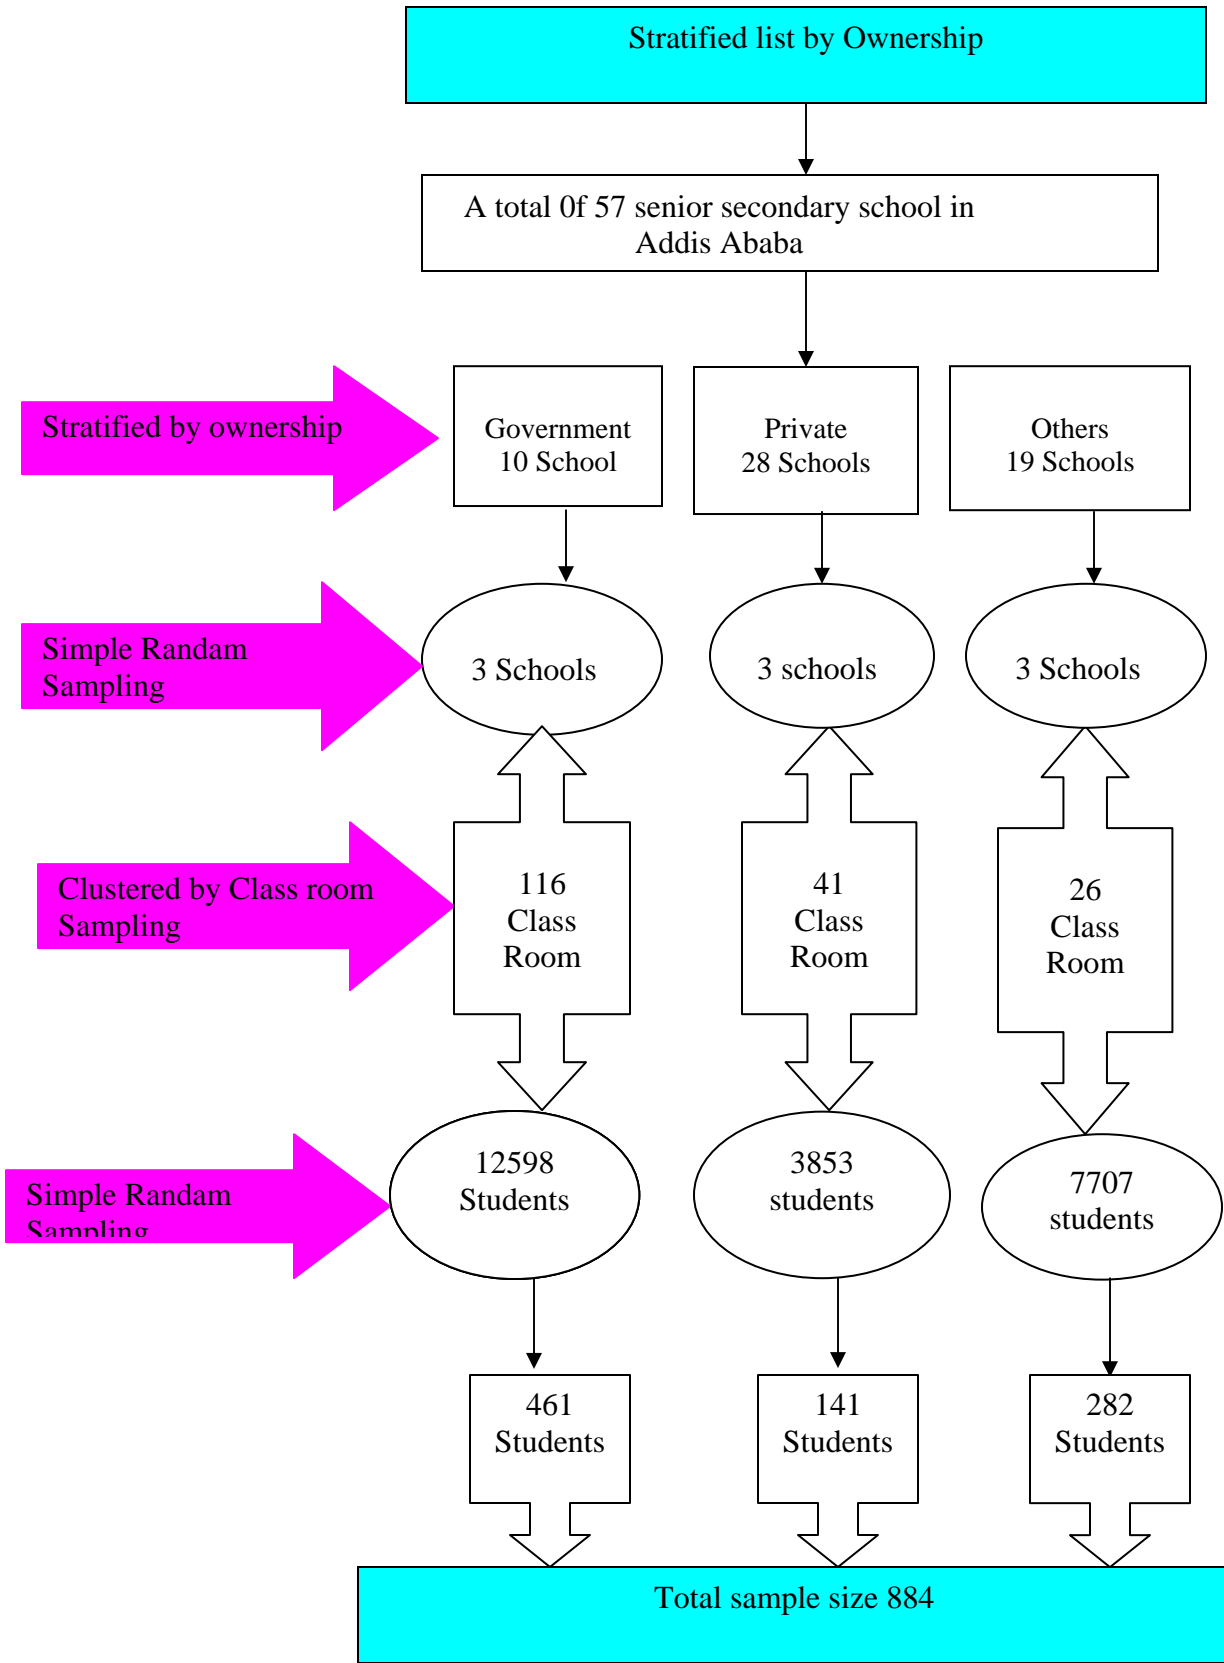 Stratified list by Ownership
A total 0f 57 senior secondary school in
Addis Ababa
Stratified by ownership
Government
10 School
Private
28 Schools
Others
19 Schools
Simple Randam
Sampling
3 Schools
3 schools
3 Schools
Clustered by Class room
Sampling
116
Class
Room
41
Class
Room
26
Class
Room
Simple Randam
Sampling
12598
Students
3853
students
7707
students
461
Students
141
Students
282
Students
Total sample size 884